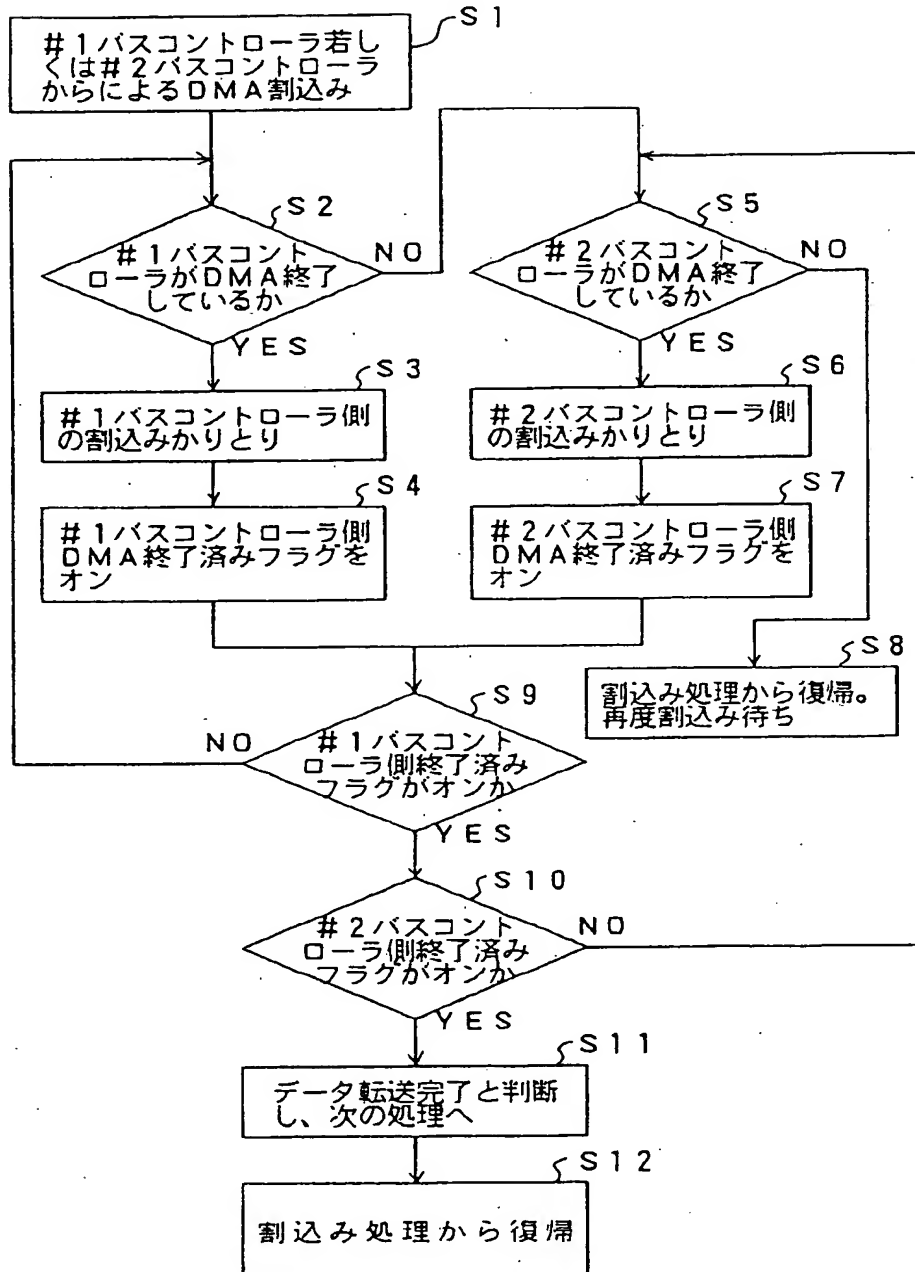 S1
#1バスコントローラ若し
くは#2バスコントローラ
からによるDMA割込み
S2
#1バスコント
ローラがDMA終了
しているか
NO
YES
S5
#2バスコント
ローラがDMA終了
しているか
NO
YES
S3
#1バスコントローラ側
の割込みかりとり
S6
#2バスコントローラ側
の割込みかりとり
S4
#1バスコントローラ側
DMA終了済みフラグを
オン
S7
#2バスコントローラ側
DMA終了済みフラグを
オン
S8
割込み処理から復帰。
再度割込み待ち
S9
#1バスコント
ローラ側終了済み
フラグがオンか
NO
YES
S10
#2バスコント
ローラ側終了済み
フラグがオンか
NO
YES
S11
データ転送完了と判断
し、次の処理へ
S12
割込み処理から復帰